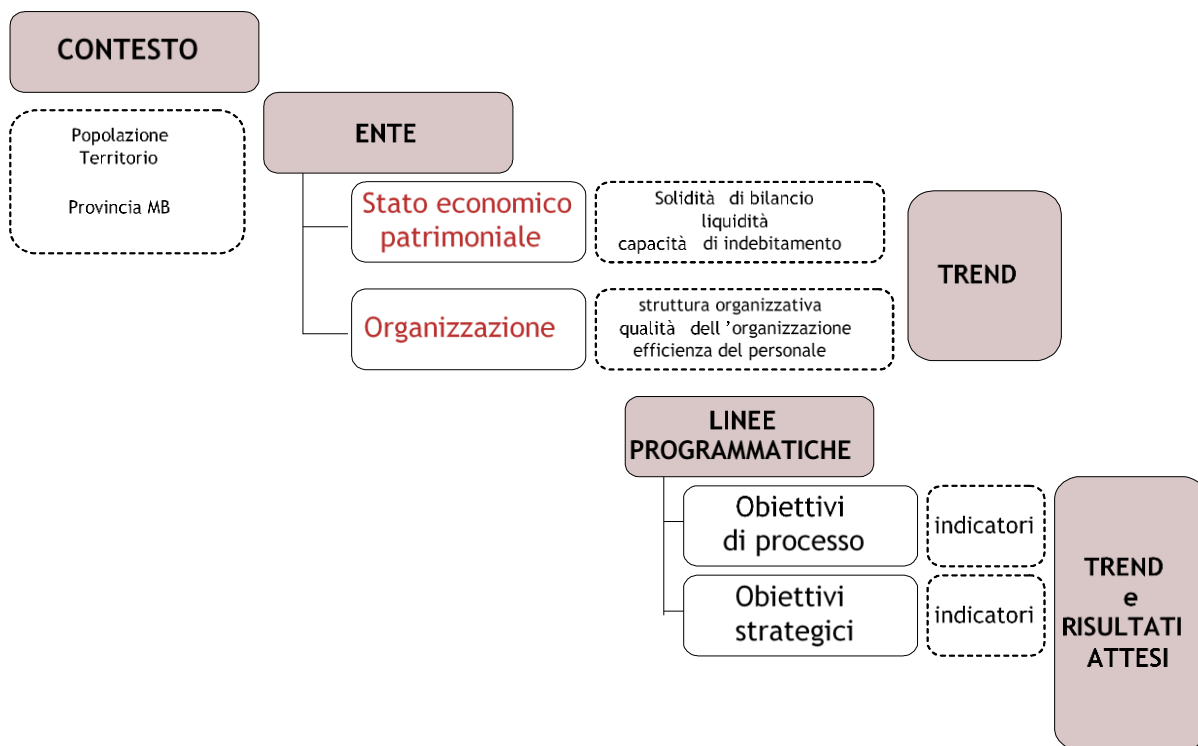 CONTESTO
Popolazione
Territorio
Provincia MB
ENTE
Stato economico
patrimoniale
Solidità di bilancio
liquidità
capacità di indebitamento
Organizzazione
struttura organizzativa
qualità dell 'organizzazione
efficienza del personale
TREND
LINEE
PROGRAMMATICHE
Obiettivi
di processo
indicatori
Obiettivi
strategici
indicatori
TREND
e
RISULTATI
ATTESI